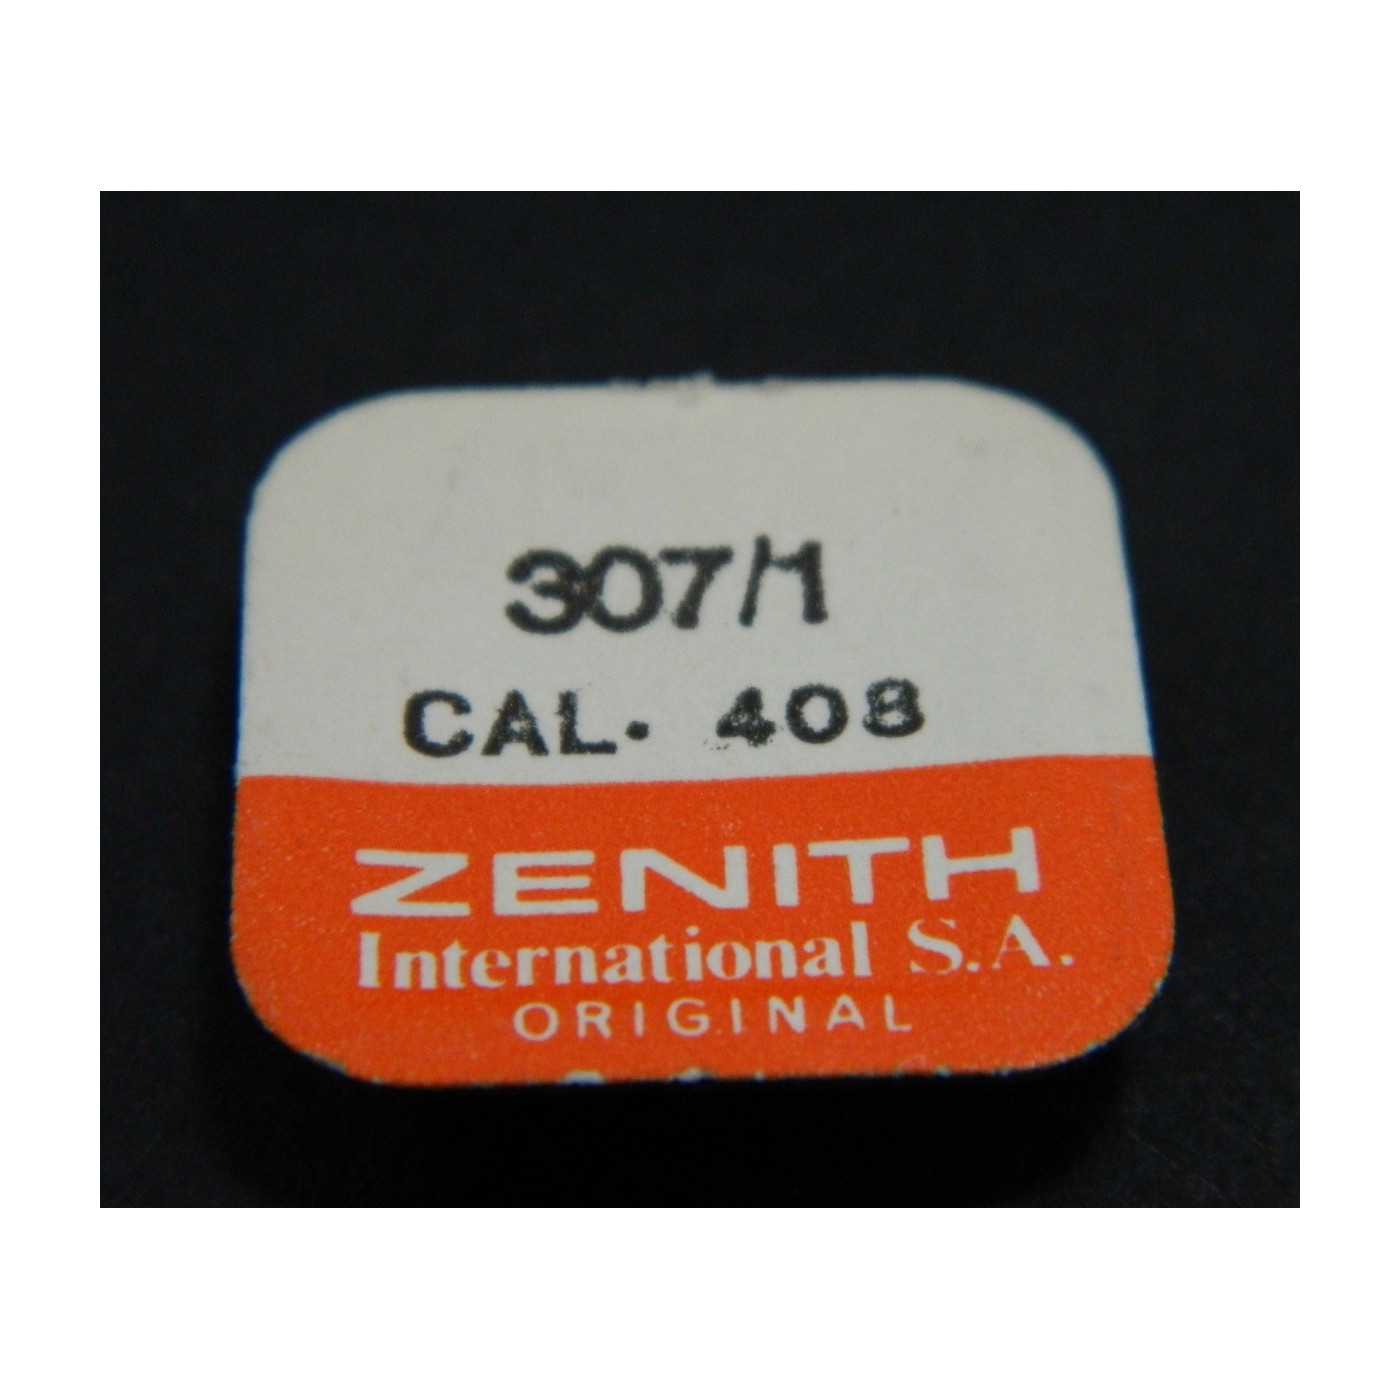 307/1
CAL. 408
ZENITH
International S.A.
ORIGINAL